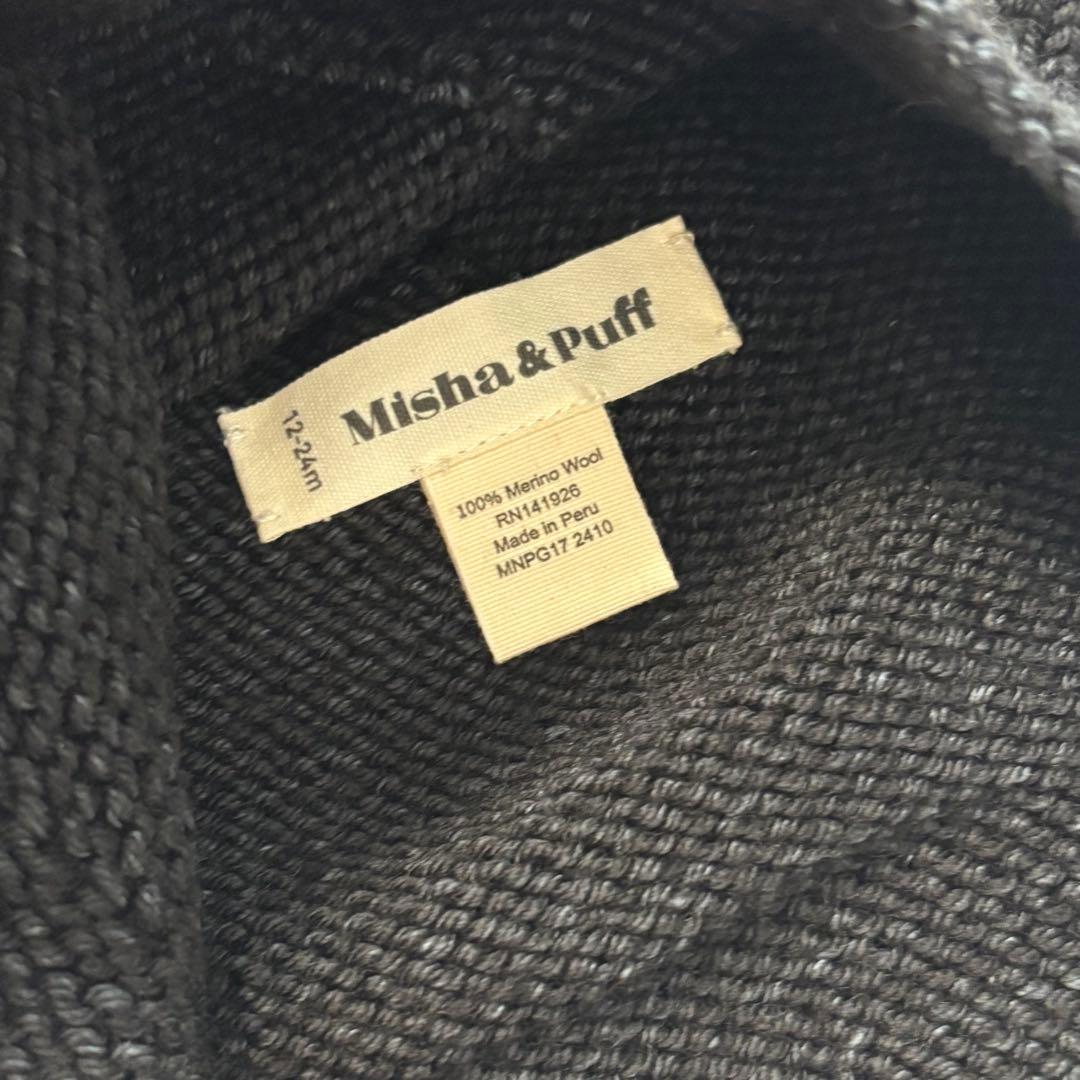 Misha&Puff
12-24m
100% Merino Wool
RN141926
Made in Peru
MNPG17 2410